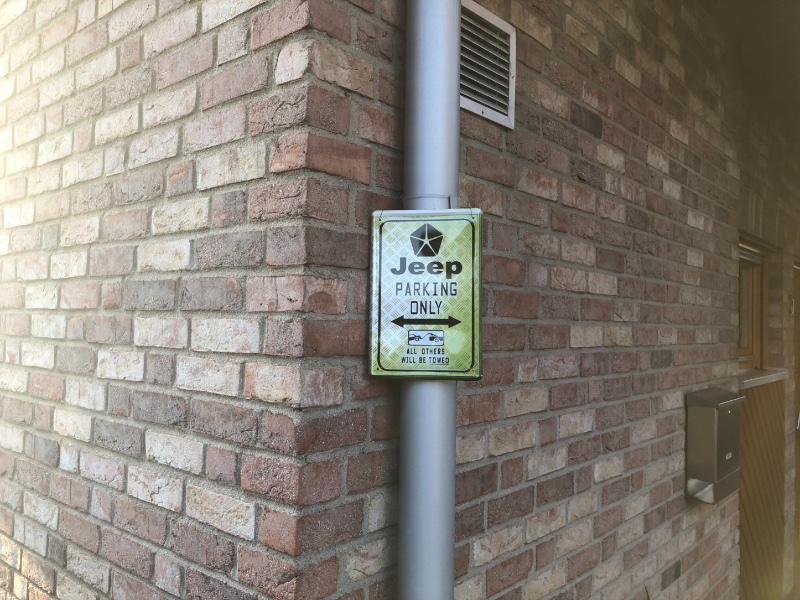 Jeep
PARKING
ONLY
ALL OTHERS
WILL BE TOWED